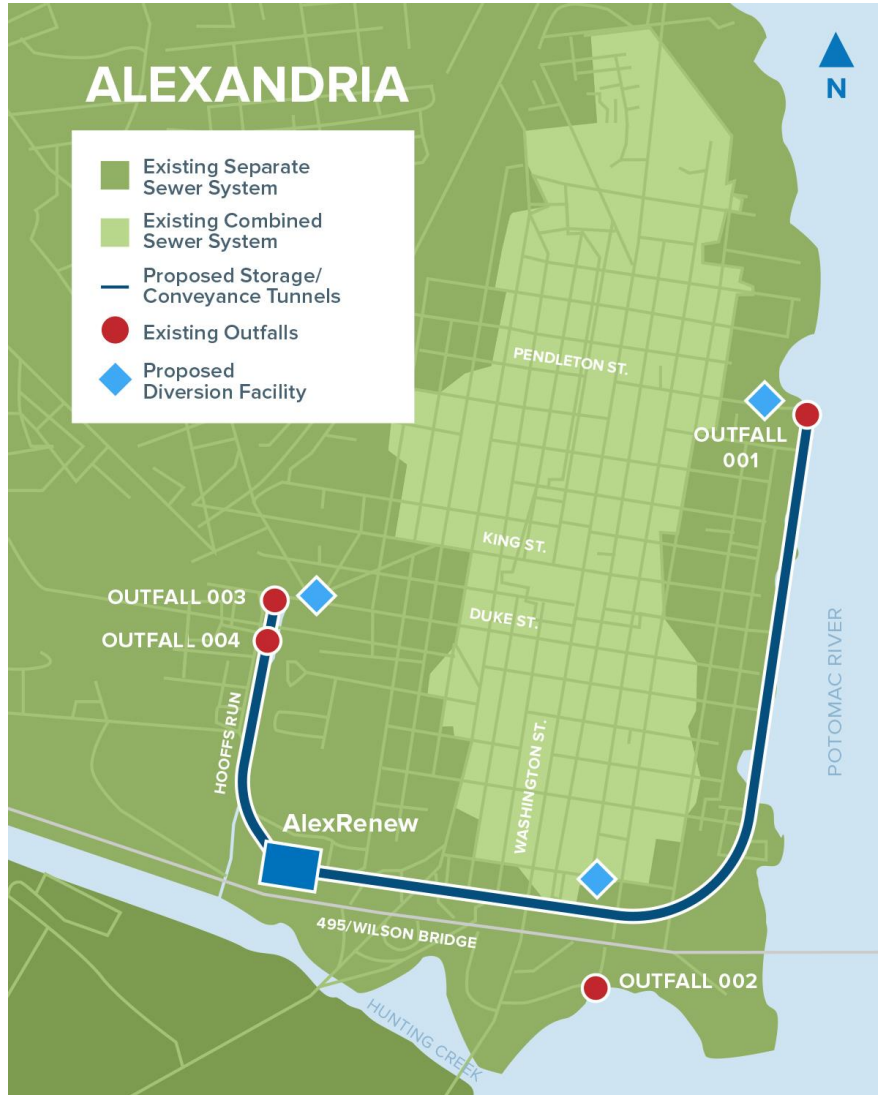 ALEXANDRIA
N
Existing Separate
Sewer System
Existing Combined
Sewer System
Proposed Storage/
Conveyance Tunnels
Existing Outfalls
Proposed
Diversion Facility
PENDLETON ST.
OUTFALL
001
KING ST.
OUTFALL 003
DUKE ST.
OUTFALL 004
POTOMAC RIVER
HOOFFS RUN
WASHINGTON ST.
AlexRenew
495/WILSON BRIDGE
OUTFALL 002
HUNTING CREEK